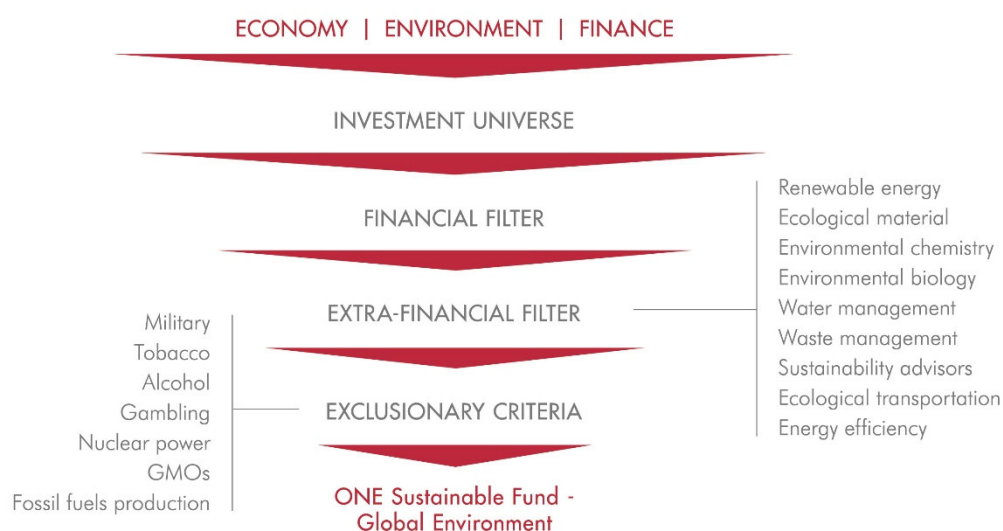 ECONOMY | ENVIRONMENT | FINANCE
INVESTMENT UNIVERSE
FINANCIAL FILTER
EXTRA-FINANCIAL FILTER
Renewable energy
Ecological material
Environmental chemistry
Environmental biology
Water management
Waste management
Sustainability advisors
Ecological transportation
Energy efficiency
EXCLUSIONARY CRITERIA
Military
Tobacco
Alcohol
Gambling
Nuclear power
GMOs
Fossil fuels production
ONE Sustainable Fund -
Global Environment